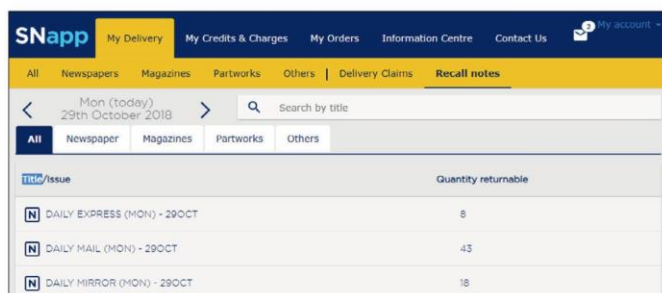 SNapp My Delivery My Credits & Charges My Orders Information Centre Contact Us 2 My account
All Newspapers Magazines Partworks Others | Delivery Claims Recall notes
Mon (today)
29th October 2018
Search by title
All Newspaper Magazines Partworks Others
Title/Issue Quantity returnable
N DAILY EXPRESS (MON) - 29OCT 8
N DAILY MAIL (MON) - 29OCT 43
N DAILY MIRROR (MON) - 29OCT 18